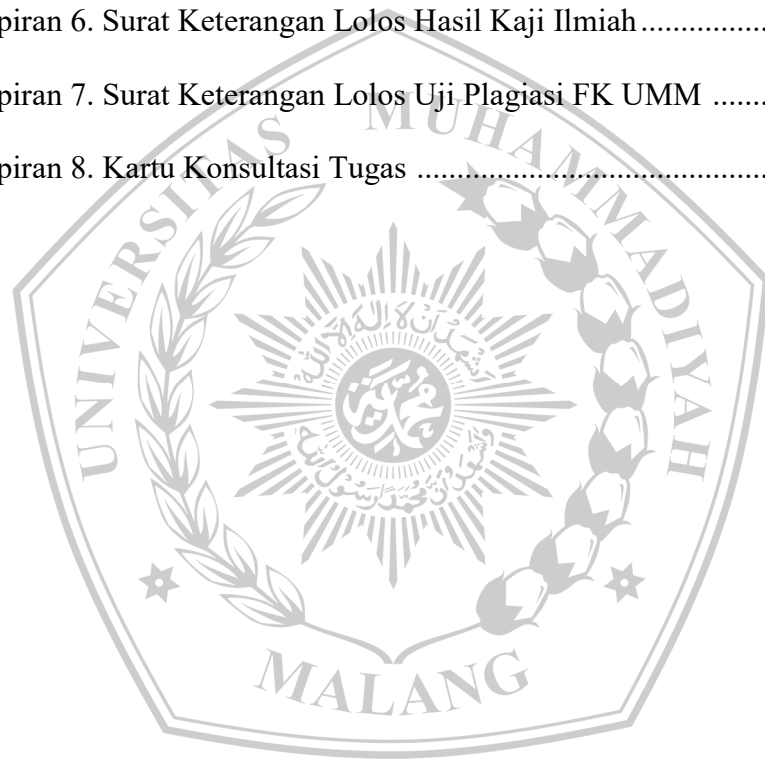 piran 6. Surat Keterangan Lolos Hasil Kaji Ilmiah.................
piran 7. Surat Keterangan Lolos Uji Plagiasi FK UMM ........
piran 8. Kartu Konsultasi Tugas ......................................................
UNIVERSITAS MUHAMMADIYAH
MALANG